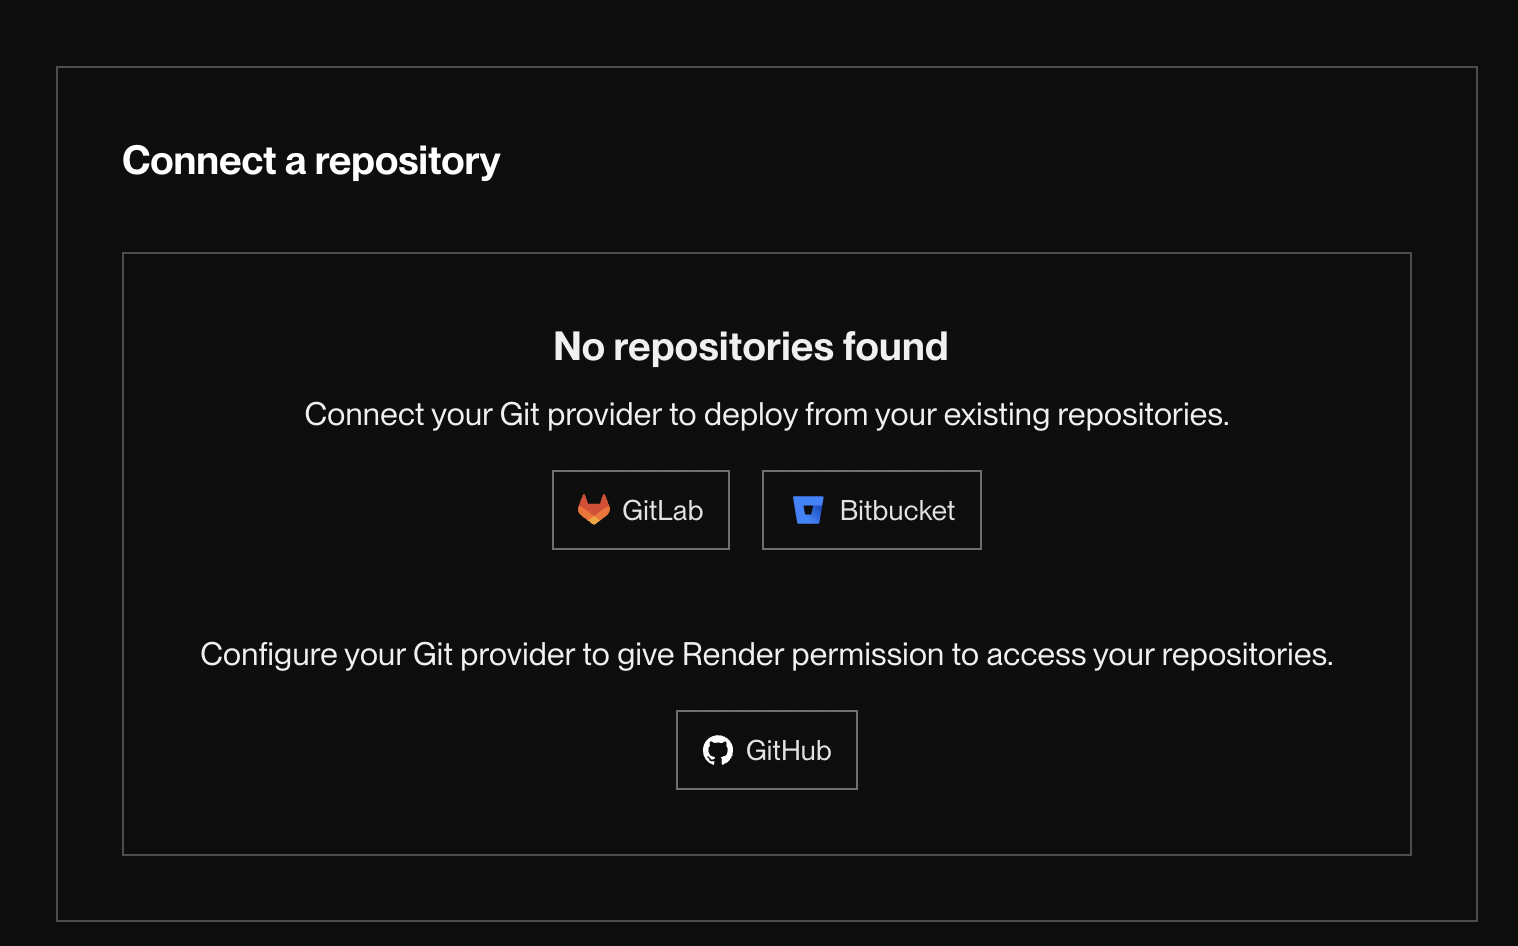 Connect a repository
No repositories found
Connect your Git provider to deploy from your existing repositories.
GitLab
Bitbucket
Configure your Git provider to give Render permission to access your repositories.
GitHub